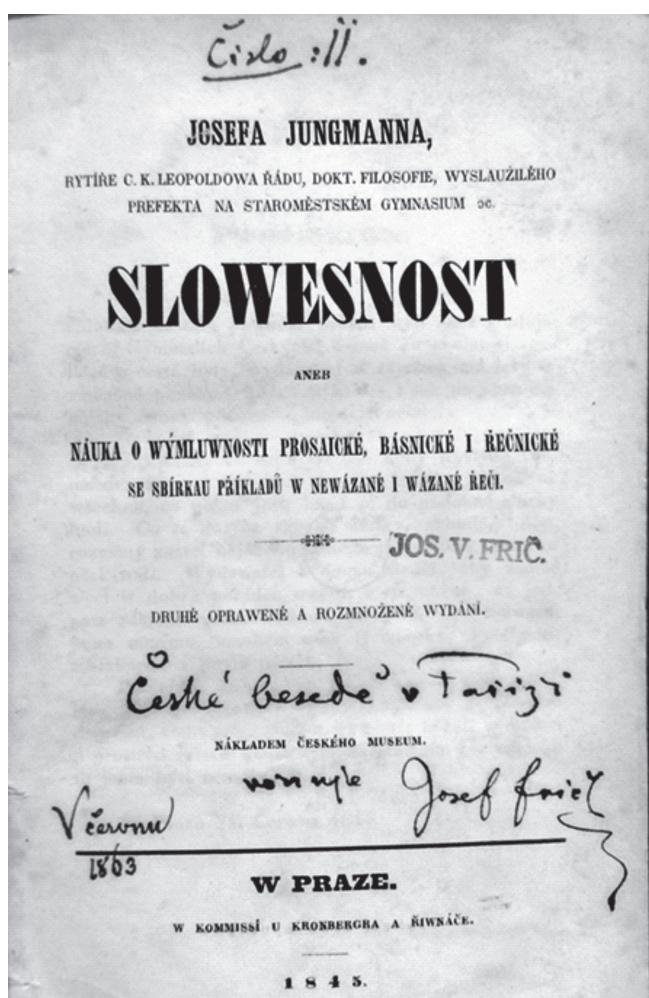 Číslo: II.
JOSEFA JUNGMANNA,
RYTÍŘE C. K. LEOPOLDOWA ŘÁDU, DOKT. FILOSOFIE, WYSLAUŽILÉHO
PREFEKTA NA STAROMĚSTSKÉM GYMNASIUM ɔc.
SLOWESNOST
ANEB
NÁUKA O WÝMLUWNOSTI PROSAICKÉ, BÁSNICKÉ I ŘEČNICKÉ
SE SBÍRKAU PŘÍKLADŮ W NEWÁZANÉ I WÁZANÉ ŘEČI.
JOS. V. FRIČ.
DRUHÉ OPRAWENÉ A ROZMNOŽENÉ WYDÁNÍ.
České besedě v Paříži
NÁKLADEM ČESKÉHO MUSEUM.
Josef Frič
V červnu
1863
W PRAZE.
W KOMMISSÍ U KRONBERGRA A ŘIWNÁČE.
1845.